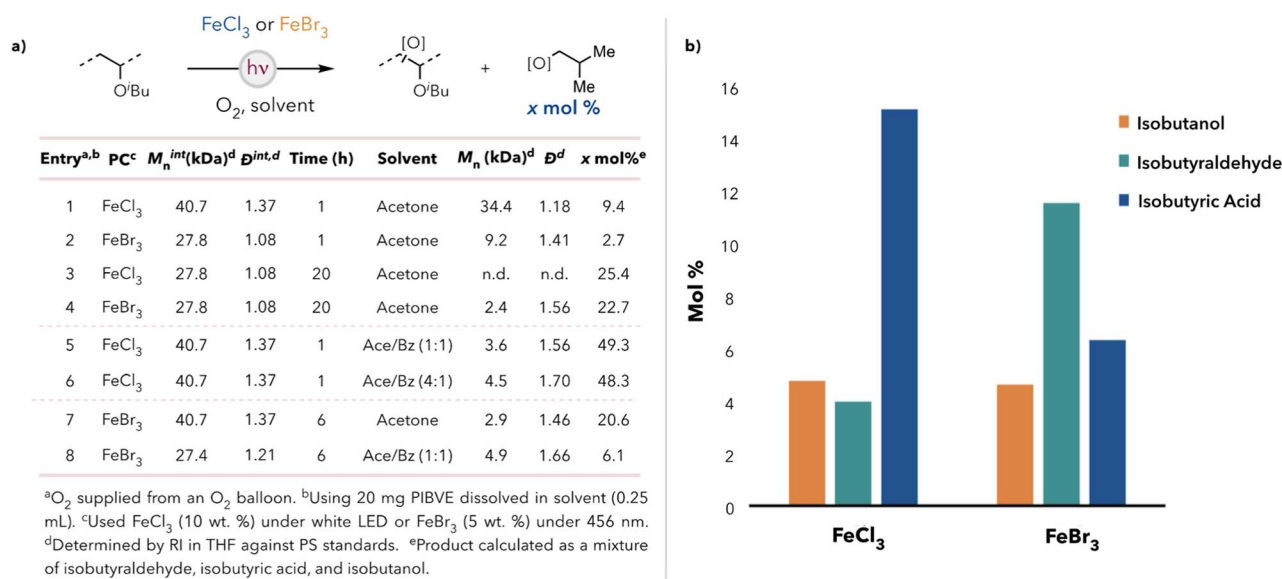 a)
FeCl3 or FeBr3
hν
O2, solvent
OiBu
[O]
OiBu
+
[O]
Me
Me
x mol %
Entrya,b PCc Mnint(kDa)d Đint,d Time (h) Solvent Mn (kDa)d Đd x mol%e
1 FeCl3 40.7 1.37 1 Acetone 34.4 1.18 9.4
2 FeBr3 27.8 1.08 1 Acetone 9.2 1.41 2.7
3 FeCl3 27.8 1.08 20 Acetone n.d. n.d. 25.4
4 FeBr3 27.8 1.08 20 Acetone 2.4 1.56 22.7
5 FeCl3 40.7 1.37 1 Ace/Bz (1:1) 3.6 1.56 49.3
6 FeCl3 40.7 1.37 1 Ace/Bz (4:1) 4.5 1.70 48.3
7 FeBr3 40.7 1.37 6 Acetone 2.9 1.46 20.6
8 FeBr3 27.4 1.21 6 Ace/Bz (1:1) 4.9 1.66 6.1
aO2 supplied from an O2 balloon. bUsing 20 mg PIBVE dissolved in solvent (0.25
mL). cUsed FeCl3 (10 wt. %) under white LED or FeBr3 (5 wt. %) under 456 nm.
dDetermined by RI in THF against PS standards. eProduct calculated as a mixture
of isobutyraldehyde, isobutyric acid, and isobutanol.
b)
16
14
12
10
8
6
4
2
0
Mol %
Isobutanol
Isobutyraldehyde
Isobutyric Acid
FeCl3
FeBr3